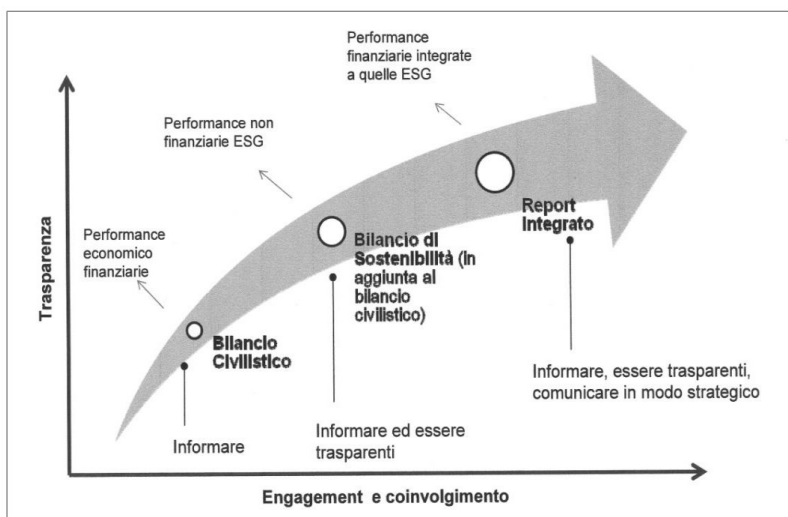 Performance
finanziarie integrate
a quelle ESG
Performance non
finanziarie ESG
Performance
economico
finanziarie
Trasparenza
Report
Integrato
Bilancio di
Sostenibilità (in
aggiunta al
bilancio
civilistico)
Bilancio
Civilistico
Informare, essere trasparenti,
comunicare in modo strategico
Informare
Informare ed essere
trasparenti
Engagement e coinvolgimento